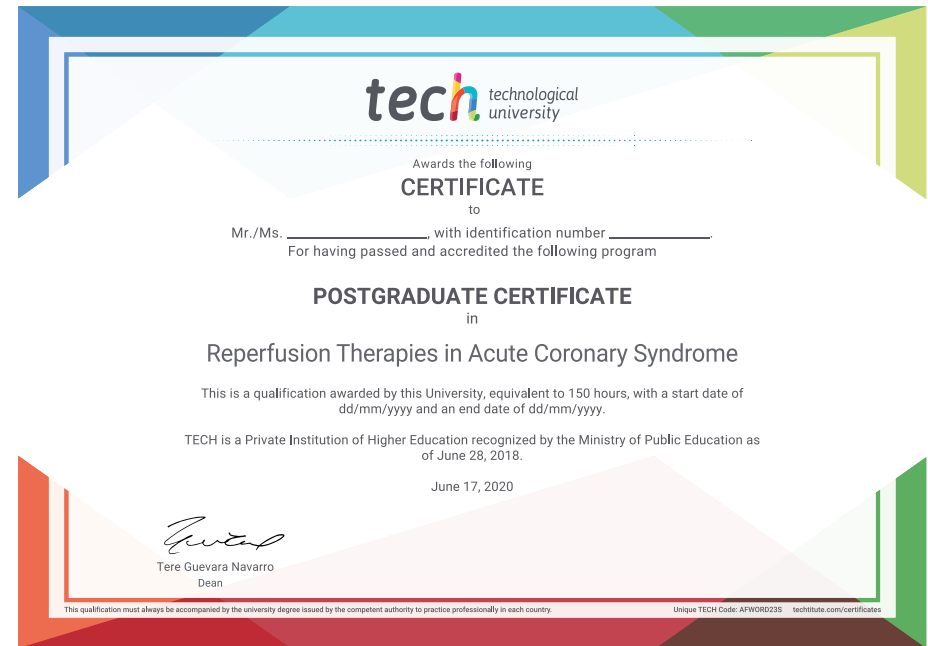 tech technological
university
Awards the following
CERTIFICATE
to
Mr./Ms. ____________________, with identification number ______________.
For having passed and accredited the following program
POSTGRADUATE CERTIFICATE
in
Reperfusion Therapies in Acute Coronary Syndrome
This is a qualification awarded by this University, equivalent to 150 hours, with a start date of
dd/mm/yyyy and an end date of dd/mm/yyyy.
TECH is a Private Institution of Higher Education recognized by the Ministry of Public Education as
of June 28, 2018.
June 17, 2020
Tere Guevara Navarro
Dean
This qualification must always be accompanied by the university degree issued by the competent authority to practice professionally in each country.
Unique TECH Code: AFWORD23S techtitute.com/certificates